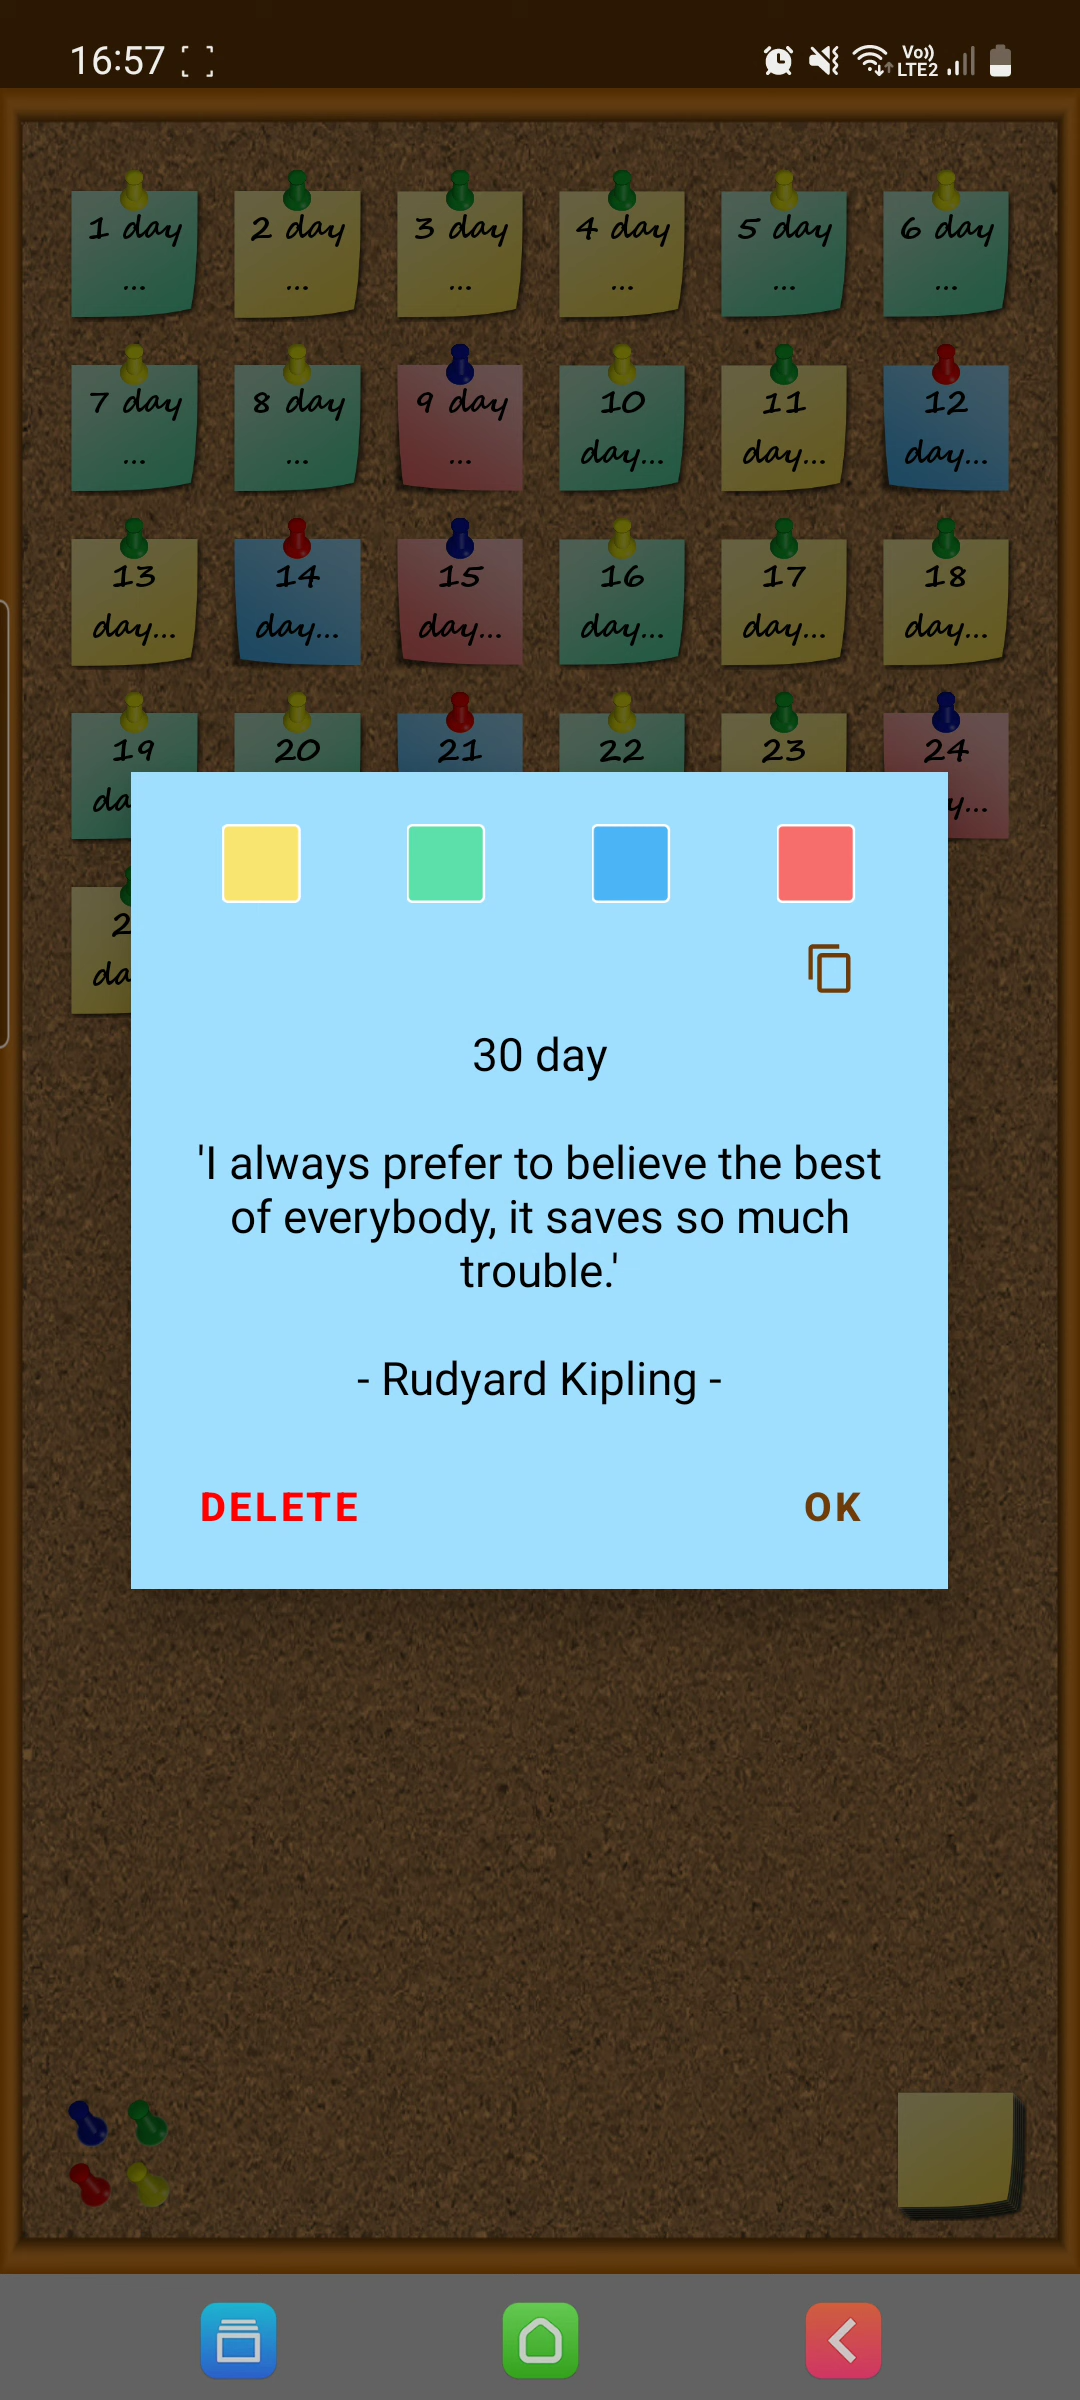 16:57
Vo))
LTE2
1 day 2 day 3 day 4 day 5 day 6 day
... ... ... ... ... ...
7 day 8 day 9 day 10 11 12
... ... ... day... day... day...
13 14 15 16 17 18
day... day... day... day... day... day...
19 20 21 22 23 24
30 day
'I always prefer to believe the best
of everybody, it saves so much
trouble.'
- Rudyard Kipling -
DELETE OK